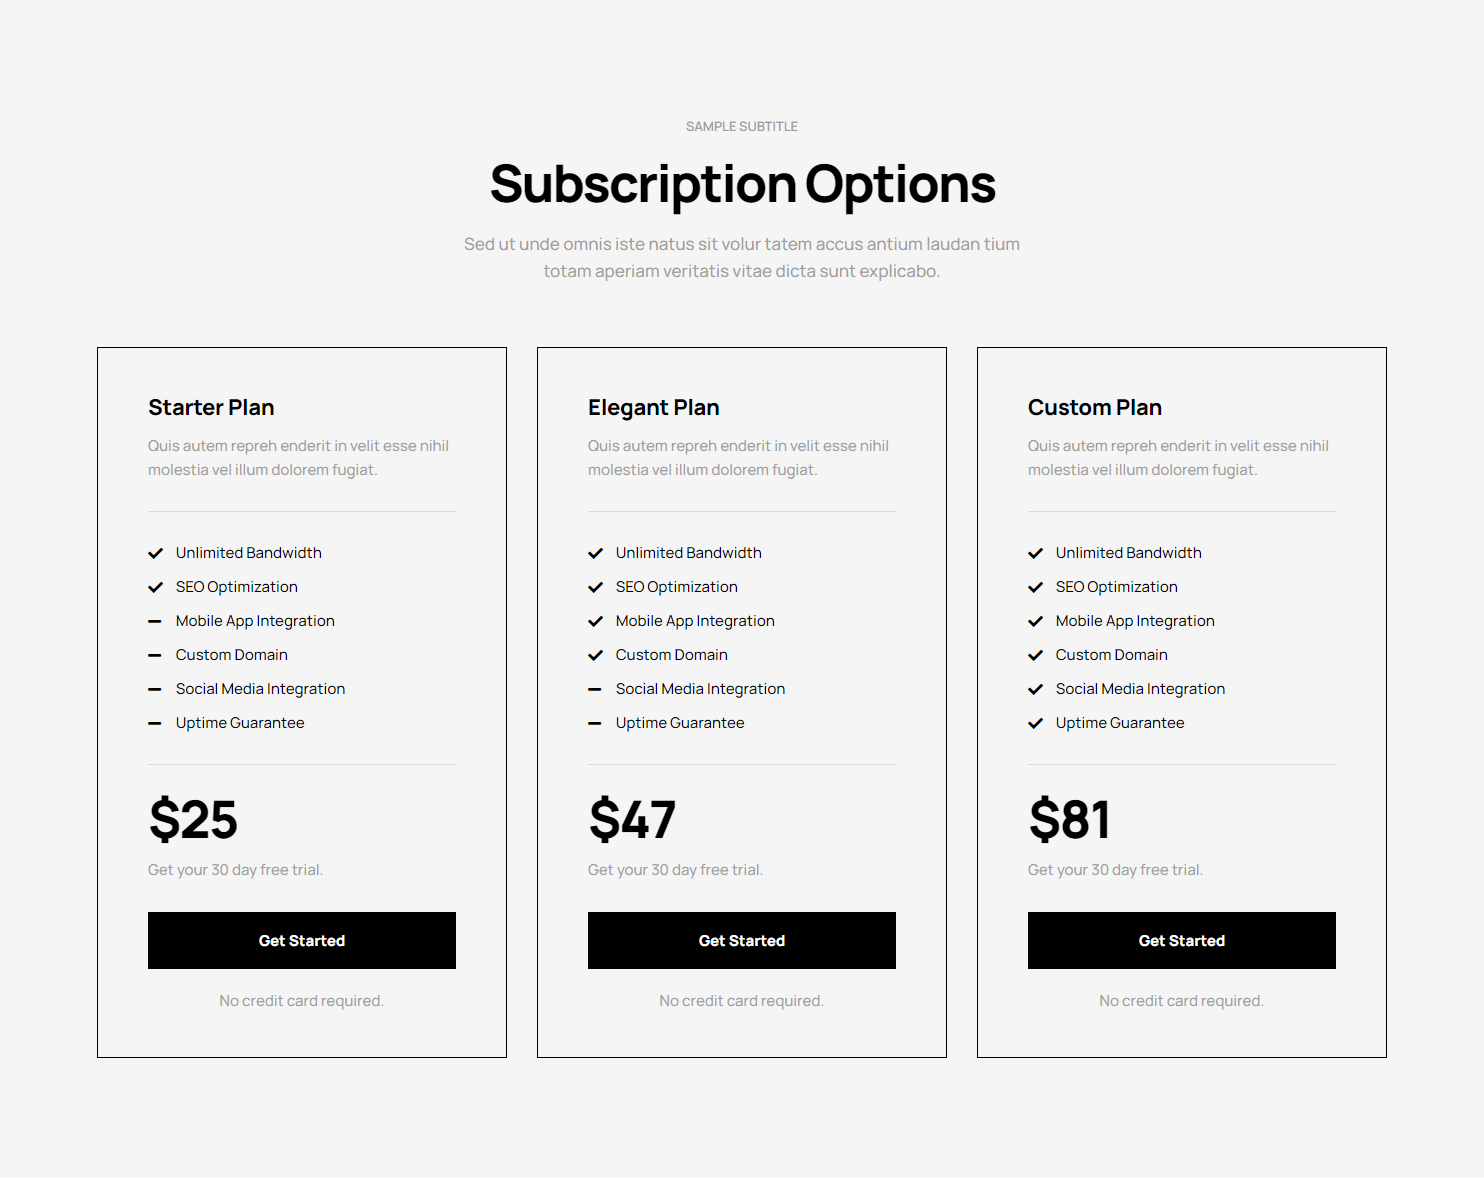 SAMPLE SUBTITLE
Subscription Options
Sed ut unde omnis iste natus sit volur tatem accus antium laudan tium
totam aperiam veritatis vitae dicta sunt explicabo.
Starter Plan
Quis autem repreh enderit in velit esse nihil
molestia vel illum dolorem fugiat.
Unlimited Bandwidth
SEO Optimization
Mobile App Integration
Custom Domain
Social Media Integration
Uptime Guarantee
$25
Get your 30 day free trial.
Get Started
No credit card required.
Elegant Plan
Quis autem repreh enderit in velit esse nihil
molestia vel illum dolorem fugiat.
Unlimited Bandwidth
SEO Optimization
Mobile App Integration
Custom Domain
Social Media Integration
Uptime Guarantee
$47
Get your 30 day free trial.
Get Started
No credit card required.
Custom Plan
Quis autem repreh enderit in velit esse nihil
molestia vel illum dolorem fugiat.
Unlimited Bandwidth
SEO Optimization
Mobile App Integration
Custom Domain
Social Media Integration
Uptime Guarantee
$81
Get your 30 day free trial.
Get Started
No credit card required.